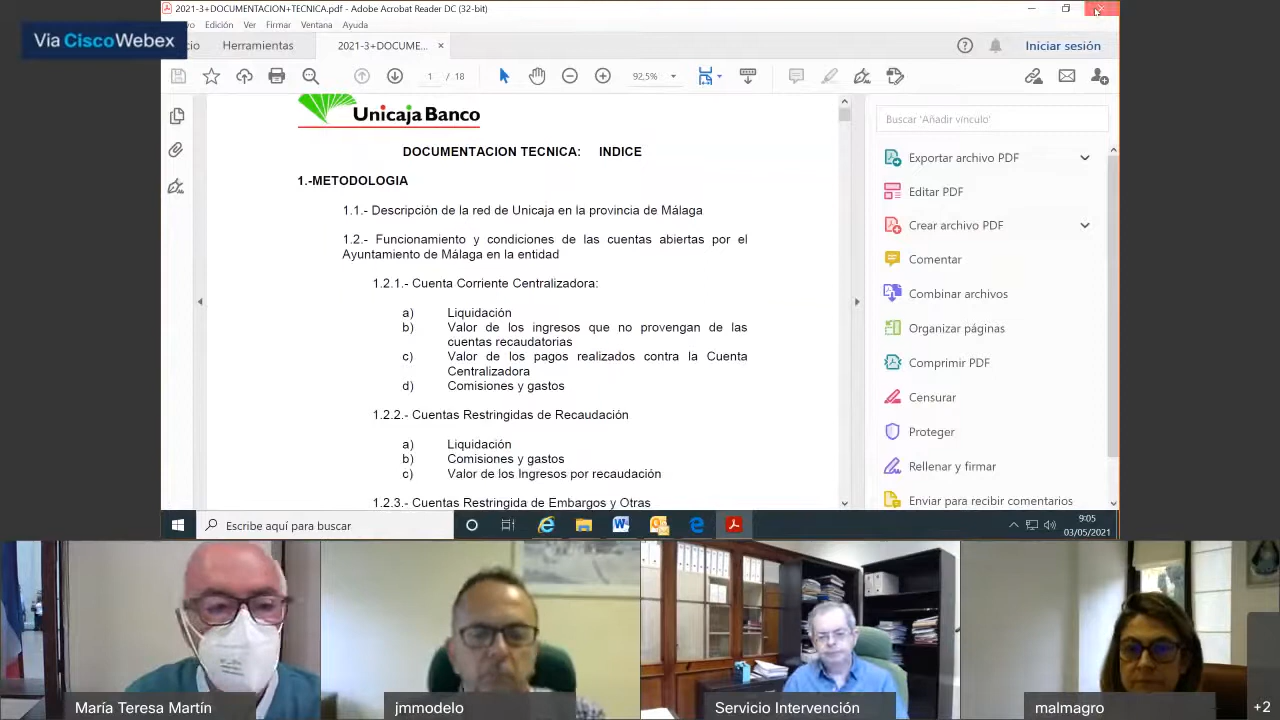 2021-3+DOCUMENTACION+TECNICA.pdf - Adobe Acrobat Reader DC (32-bit)
Via CiscoWebex
Edición Ver Firmar Ventana Ayuda
Herramientas
2021-3+DOCUME... ×
Iniciar sesión
1 / 18
92,5%
Unicaja Banco
DOCUMENTACION TECNICA: INDICE
1.-METODOLOGIA
1.1.- Descripción de la red de Unicaja en la provincia de Málaga
1.2.- Funcionamiento y condiciones de las cuentas abiertas por el
Ayuntamiento de Málaga en la entidad
1.2.1.- Cuenta Corriente Centralizadora:
a) Liquidación
b) Valor de los ingresos que no provengan de las
cuentas recaudatorias
c) Valor de los pagos realizados contra la Cuenta
Centralizadora
d) Comisiones y gastos
1.2.2.- Cuentas Restringidas de Recaudación
a) Liquidación
b) Comisiones y gastos
c) Valor de los Ingresos por recaudación
1.2.3.- Cuentas Restringida de Embargos y Otras
Buscar 'Añadir vínculo'
Exportar archivo PDF
Editar PDF
Crear archivo PDF
Comentar
Combinar archivos
Organizar páginas
Comprimir PDF
Censurar
Proteger
Rellenar y firmar
Enviar para recibir comentarios
Escribe aquí para buscar
9:05
03/05/2021
María Teresa Martín
jmmodelo
Servicio Intervención
malmagro
+2